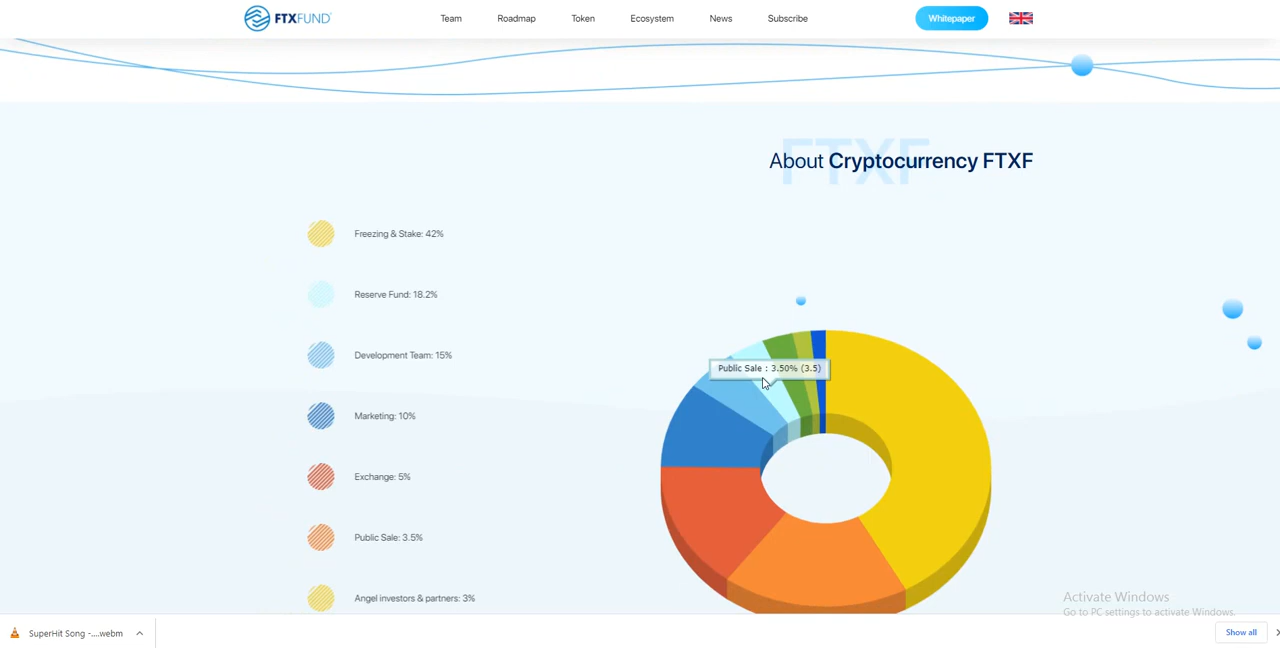 FTXFUND
Team
Roadmap
Token
Ecosystem
News
Subscribe
Whitepaper
FTXF
About Cryptocurrency FTXF
Freezing & Stake: 42%
Reserve Fund: 18.2%
Development Team: 15%
Marketing: 10%
Exchange: 5%
Public Sale: 3.5%
Angel investors & partners: 3%
Public Sale : 3.50% (3.5)
Activate Windows
Go to PC settings to activate Windows.
SuperHit Song -....webm
Show all